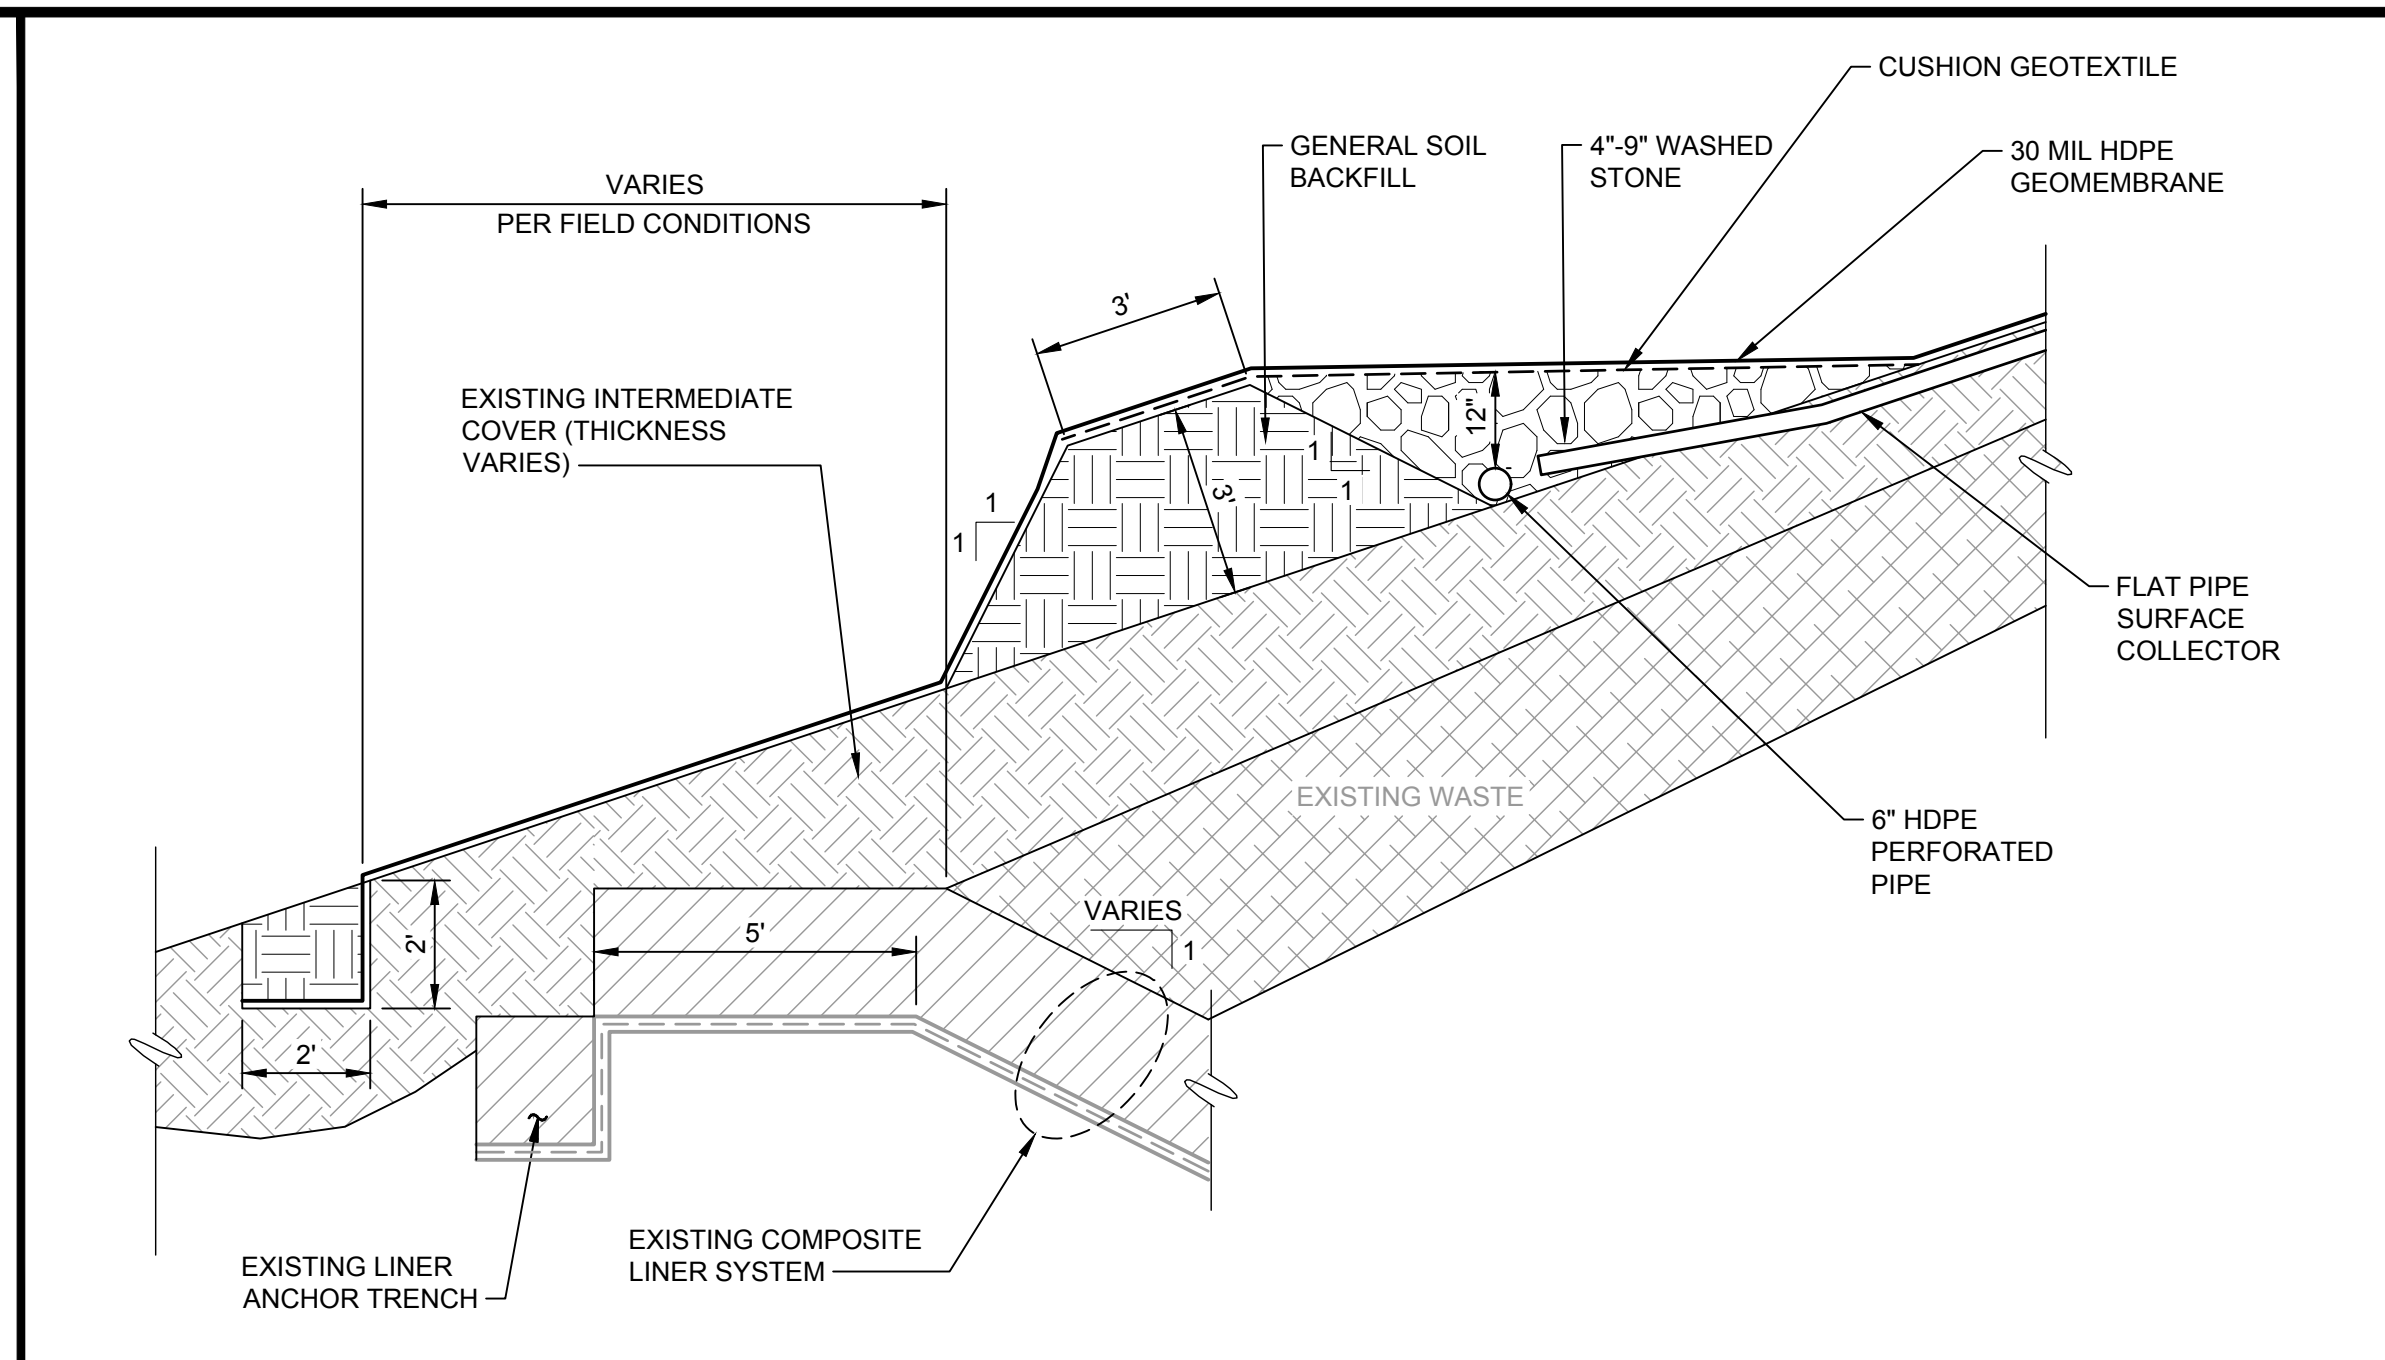 CUSHION GEOTEXTILE
GENERAL SOIL
BACKFILL
4"-9" WASHED
STONE
30 MIL HDPE
GEOMEMBRANE
VARIES
PER FIELD CONDITIONS
3'
EXISTING INTERMEDIATE
COVER (THICKNESS
VARIES)
12"
1
1
3'
1
1
FLAT PIPE
SURFACE
COLLECTOR
EXISTING WASTE
6" HDPE
PERFORATED
PIPE
VARIES
1
5'
2'
2'
EXISTING COMPOSITE
LINER SYSTEM
EXISTING LINER
ANCHOR TRENCH